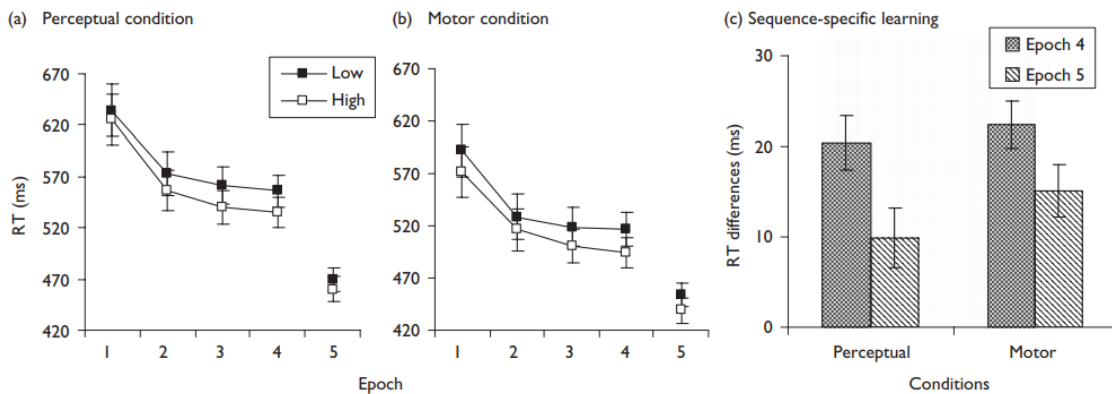 (a) Perceptual condition
670
620
570
520
470
420
RT (ms)
Low
High
1 2 3 4 5
(b) Motor condition
670
620
570
520
470
420
1 2 3 4 5
Epoch
(c) Sequence-specific learning
30
20
10
0
RT differences (ms)
Epoch 4
Epoch 5
Perceptual Motor
Conditions